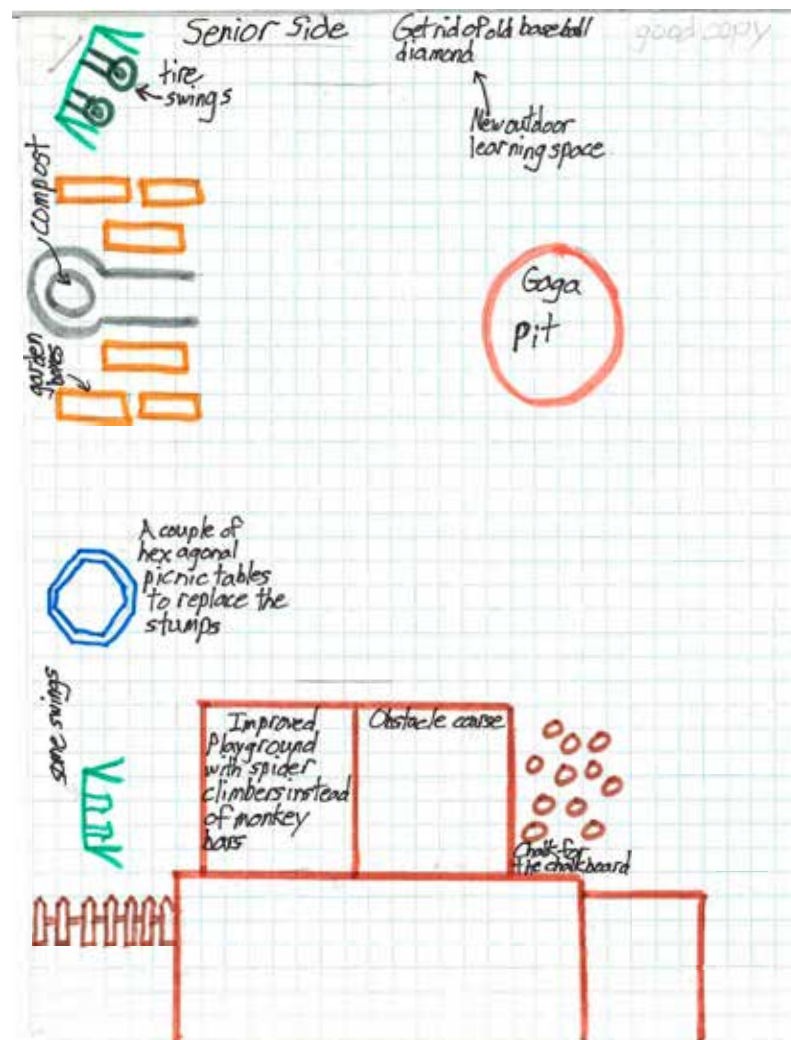 Senior Side
Get rid of old baseball
diamond
good copy
tire
swings
New outdoor
learning space
compost
Gaga
pit
garden
boxes
A couple of
hexagonal
picnic tables
to replace the
stumps
some swings
Improved
Playground
with spider
climbers instead
of monkey
bars
Obstacle course
Chalk for
the chalkboard